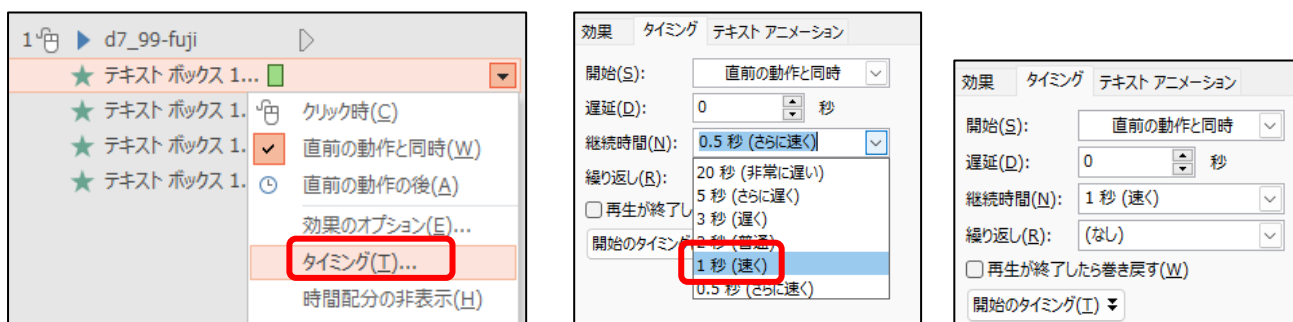 1 d7_99-fuji
テキスト ボックス 1...
テキスト ボックス 1.
テキスト ボックス 1.
テキスト ボックス 1.
クリック時(C)
直前の動作と同時(W)
直前の動作の後(A)
効果のオプション(E)...
タイミング(T)...
時間配分の非表示(H)
効果 タイミング テキスト アニメーション
開始(S): 直前の動作と同時
遅延(D): 0 秒
継続時間(N): 0.5 秒 (さらに速く)
繰り返し(R):
20 秒 (非常に遅い)
5 秒 (さらに遅く)
3 秒 (遅く)
2 秒 (普通)
1 秒 (速く)
0.5 秒 (さらに速く)
再生が終了し
開始のタイミング
効果 タイミング テキスト アニメーション
開始(S): 直前の動作と同時
遅延(D): 0 秒
継続時間(N): 1 秒 (速く)
繰り返し(R): (なし)
再生が終了したら巻き戻す(W)
開始のタイミング(T)